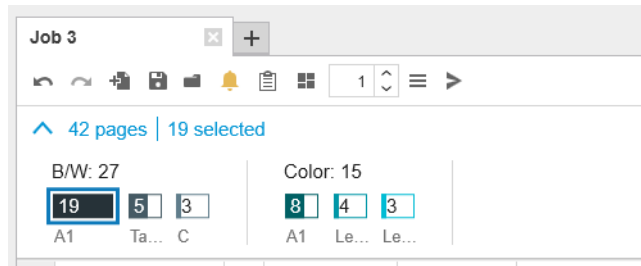 Job 3
1
42 pages | 19 selected
B/W: 27 Color: 15
19 5 3 8 4 3
A1 Ta... C A1 Le... Le...